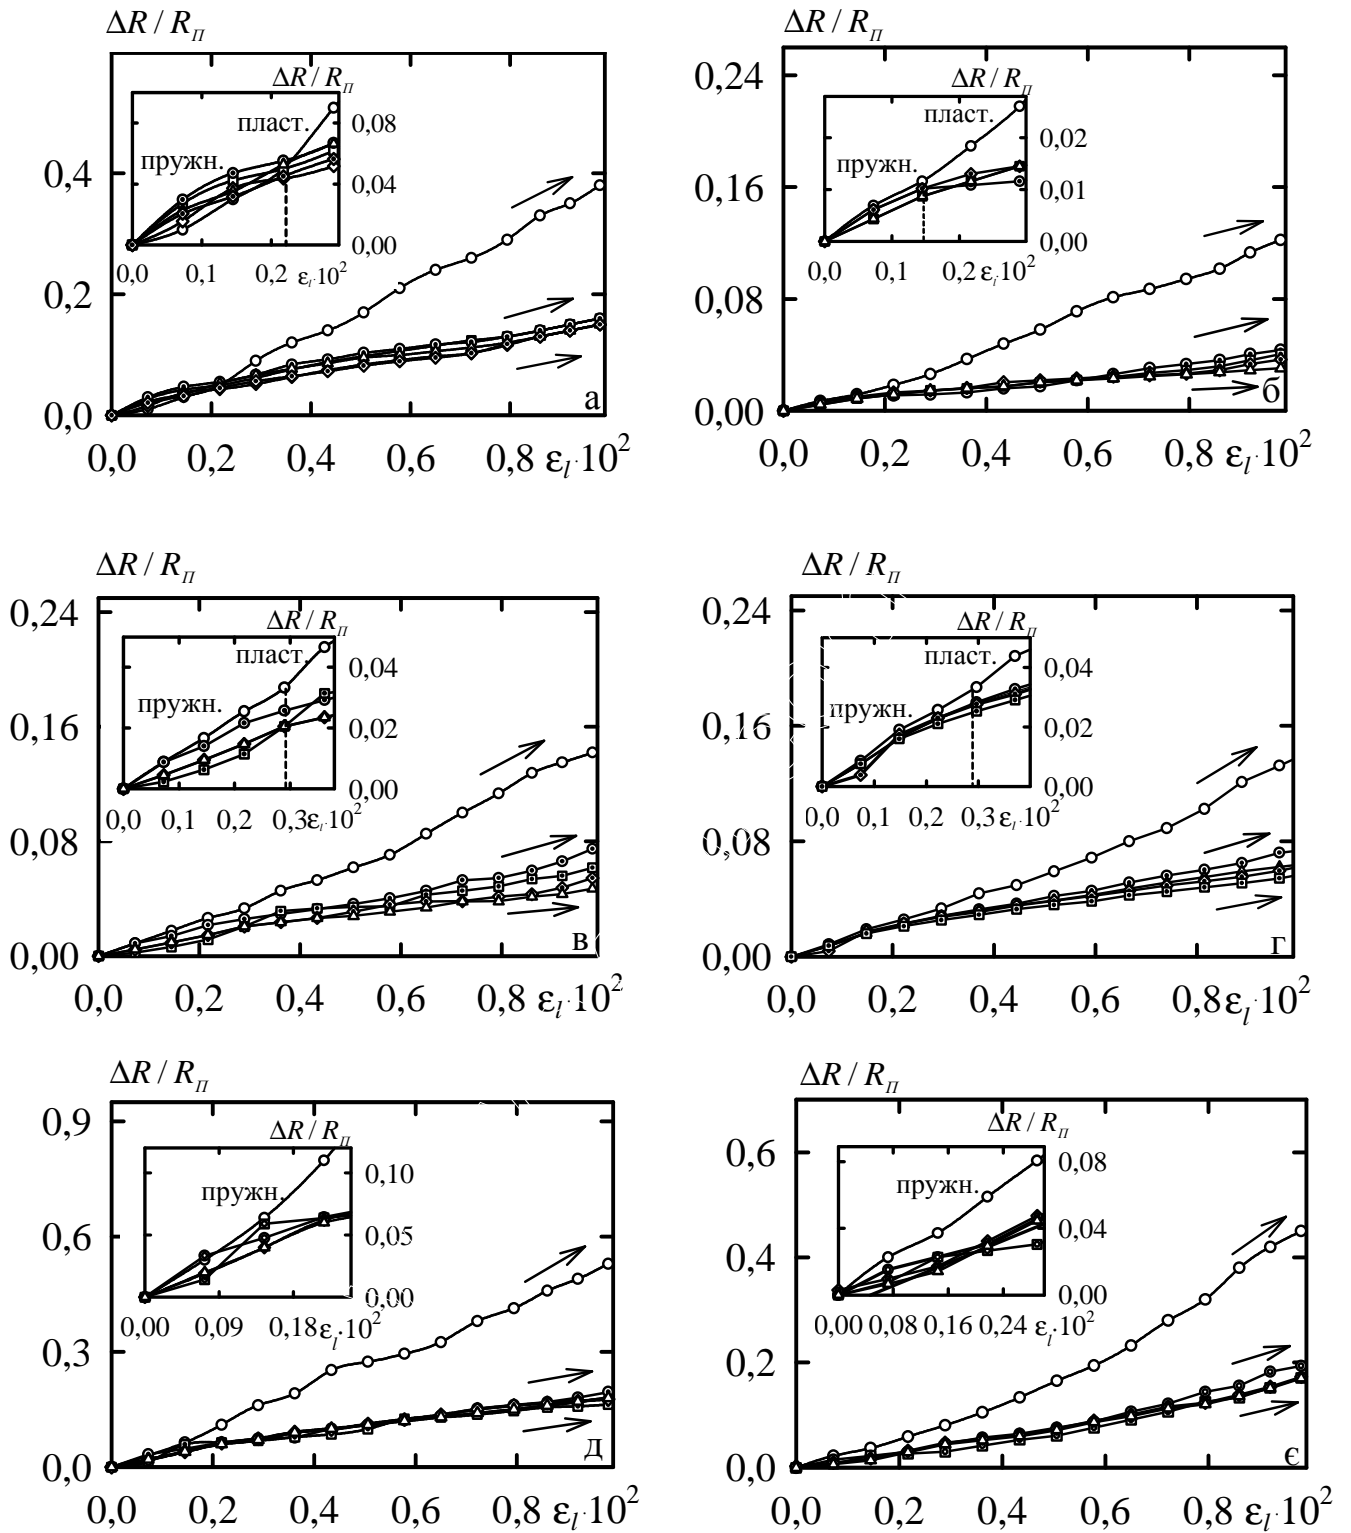 ΔR / R_П
0,4
0,2
0,0
0,0 0,2 0,4 0,6 0,8 ε_l·10²
а
ΔR / R_П
пласт.
пружн.
0,08
0,04
0,00
0,0 0,1 0,2 ε_l·10²
ΔR / R_П
0,24
0,16
0,08
0,00
0,0 0,2 0,4 0,6 0,8 ε_l·10²
б
ΔR / R_П
пласт.
пружн.
0,02
0,01
0,00
0,0 0,1 0,2 ε_l·10²
ΔR / R_П
0,24
0,16
0,08
0,00
0,0 0,2 0,4 0,6 0,8 ε_l·10²
в
ΔR / R_П
пласт.
пружн.
0,04
0,02
0,00
0,0 0,1 0,2 0,3 ε_l·10²
ΔR / R_П
0,24
0,16
0,08
0,00
0,0 0,2 0,4 0,6 0,8 ε_l·10²
г
ΔR / R_П
пласт.
пружн.
0,04
0,02
0,00
0,0 0,1 0,2 0,3 ε_l·10²
ΔR / R_П
0,9
0,6
0,3
0,0
0,0 0,2 0,4 0,6 0,8 ε_l·10²
д
ΔR / R_П
пружн.
0,10
0,05
0,00
0,00 0,09 0,18 ε_l·10²
ΔR / R_П
0,6
0,4
0,2
0,0
0,0 0,2 0,4 0,6 0,8 ε_l·10²
є
ΔR / R_П
пружн.
0,08
0,04
0,00
0,00 0,08 0,16 0,24 ε_l·10²